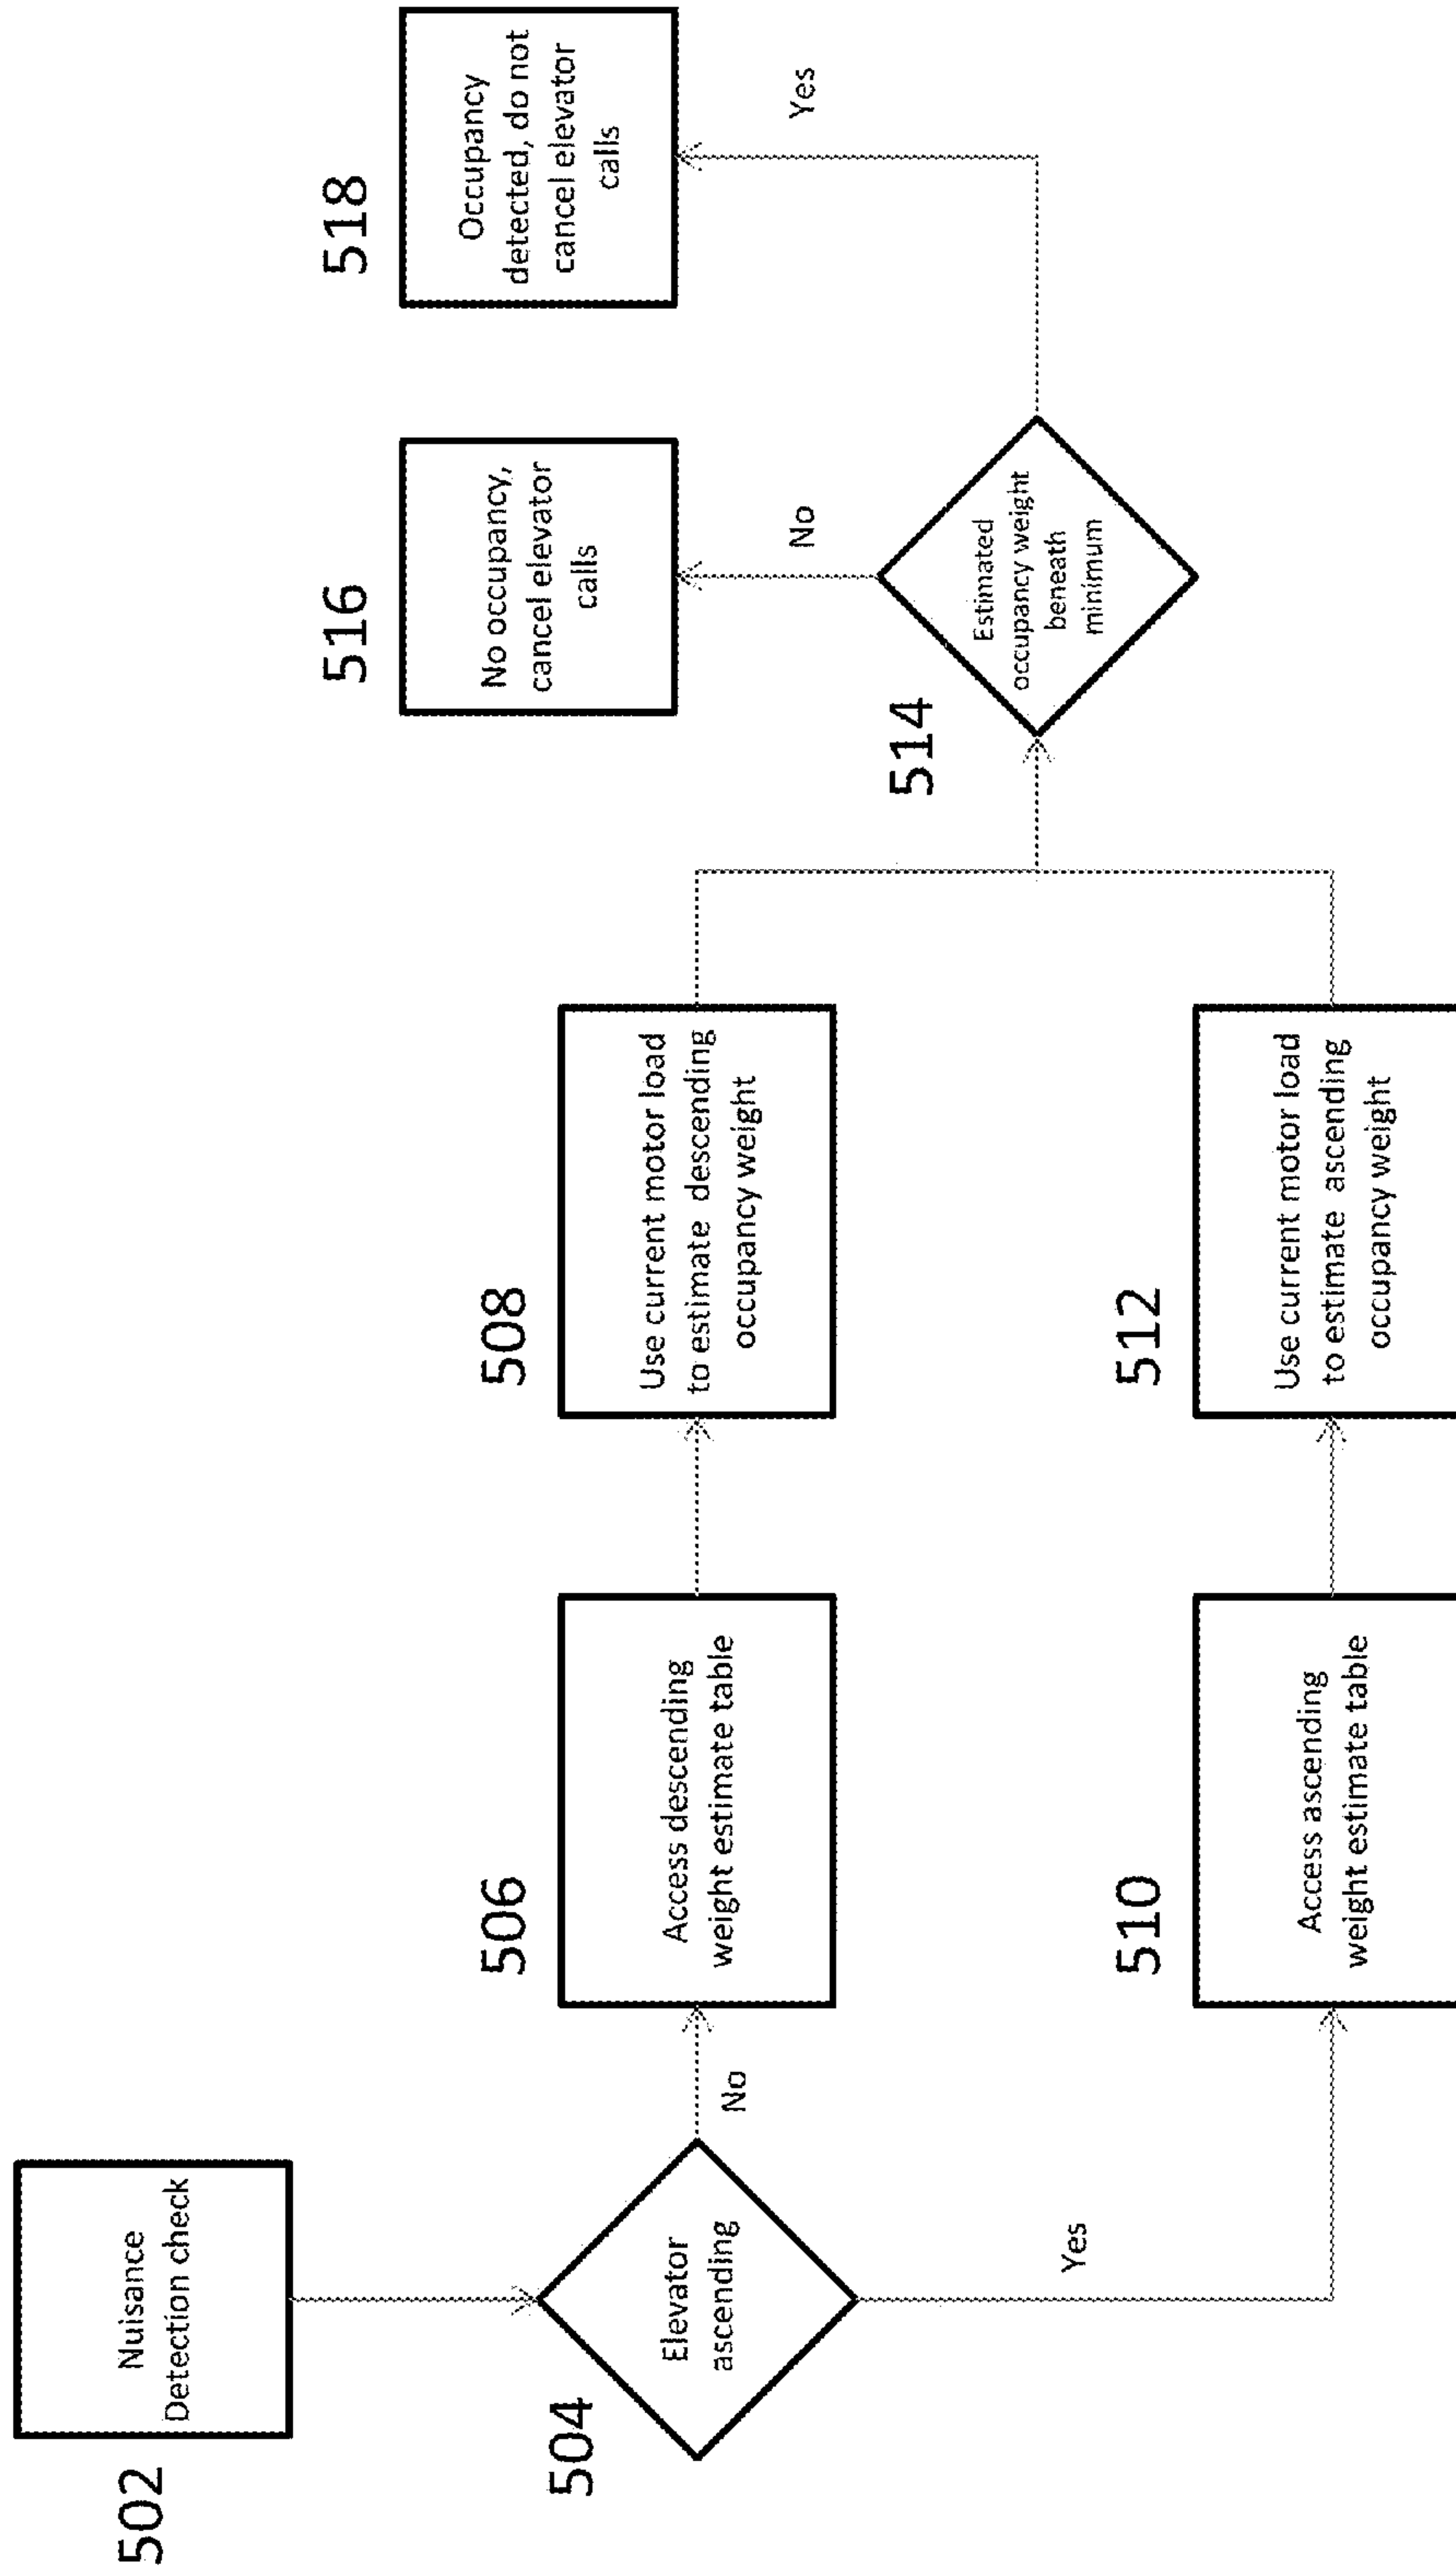 502
Nuisance
Detection check
504
Elevator
ascending
No
Yes
506
Access descending
weight estimate table
508
Use current motor load
to estimate descending
occupancy weight
510
Access ascending
weight estimate table
512
Use current motor load
to estimate ascending
occupancy weight
514
Estimated
occupancy weight
beneath
minimum
No
Yes
516
No occupancy,
cancel elevator
calls
518
Occupancy
detected, do not
cancel elevator
calls